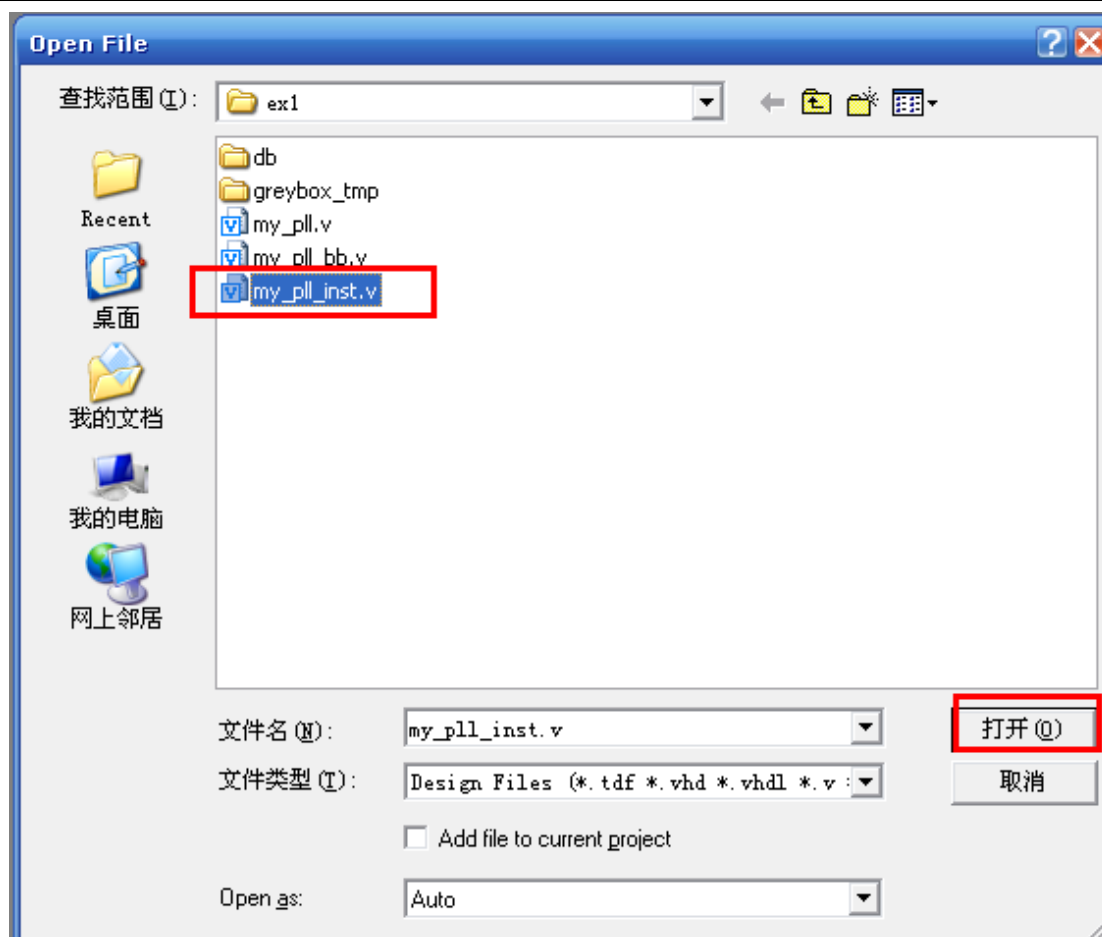 Open File
查找范围(I):
ex1
db
greybox_tmp
my_pll.v
my_pll_bb.v
my_pll_inst.v
Recent
桌面
我的文档
我的电脑
网上邻居
文件名(N):
my_pll_inst.v
打开(O)
文件类型(T):
Design Files (*.tdf *.vhd *.vhdl *.v
取消
Add file to current project
Open as:
Auto